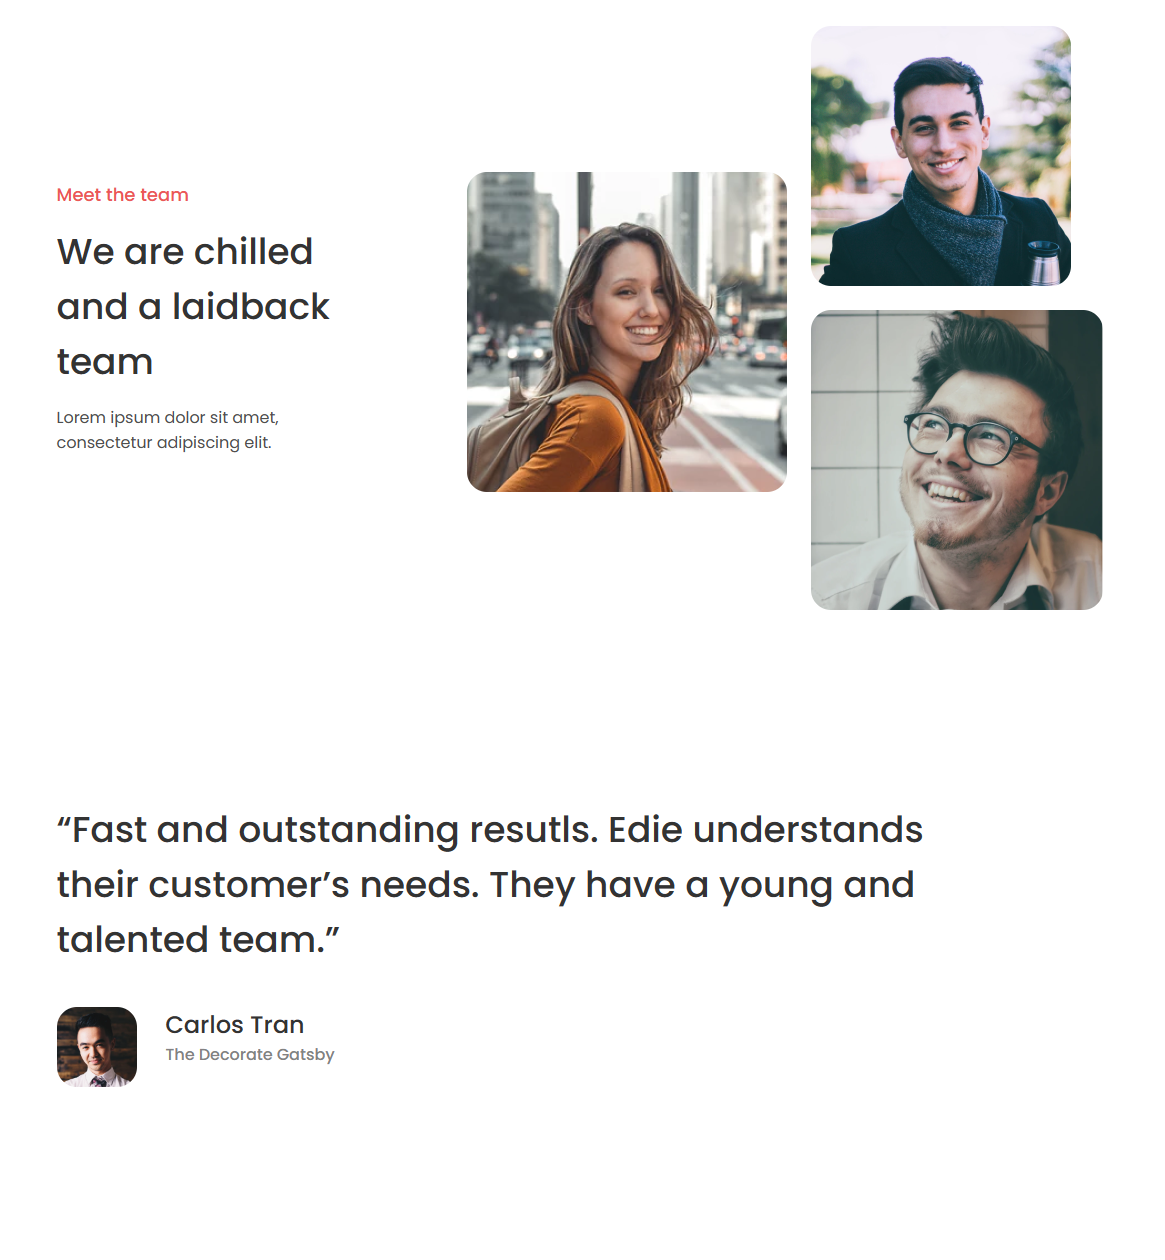 Meet the team
We are chilled
and a laidback
team
Lorem ipsum dolor sit amet,
consectetur adipiscing elit.
“Fast and outstanding resutls. Edie understands
their customer’s needs. They have a young and
talented team.”
Carlos Tran
The Decorate Gatsby